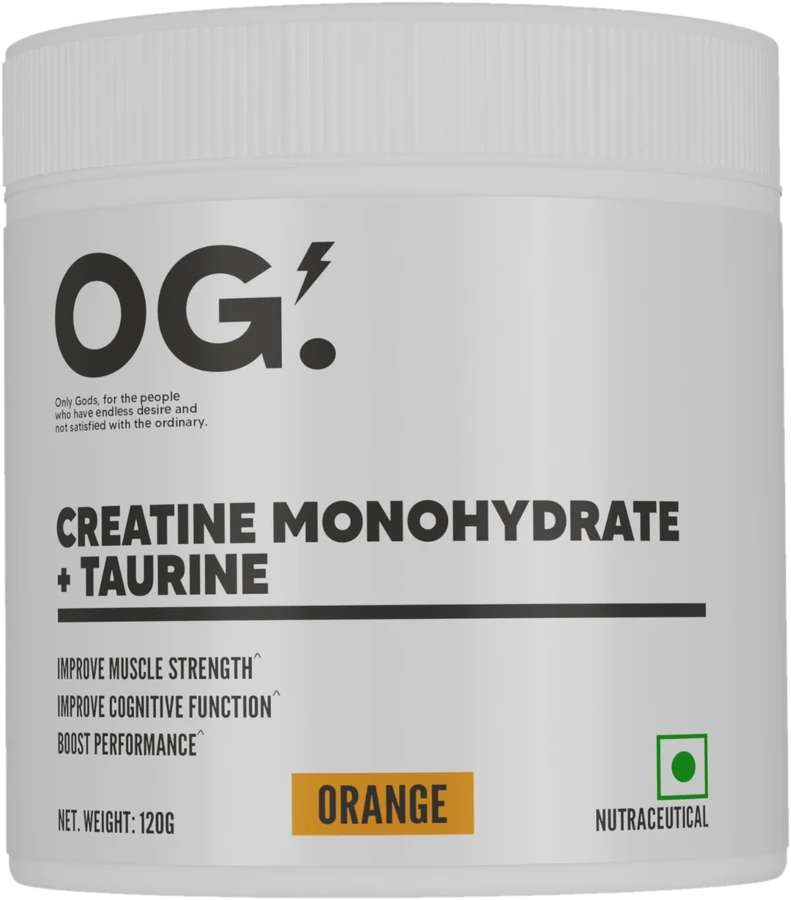 OG!
Only Gods, for the people
who have endless desire and
not satisfied with the ordinary.
CREATINE MONOHYDRATE
+ TAURINE
IMPROVE MUSCLE STRENGTH^
IMPROVE COGNITIVE FUNCTION^
BOOST PERFORMANCE^
NET. WEIGHT: 120G
ORANGE
NUTRACEUTICAL